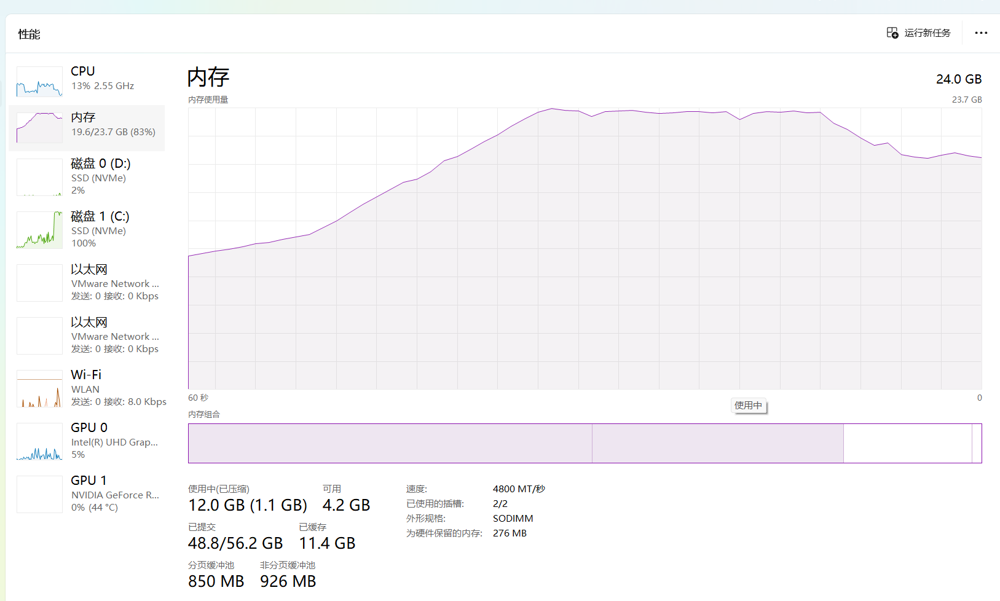 性能
运行新任务
CPU
13% 2.55 GHz
内存
19.6/23.7 GB (83%)
磁盘 0 (D:)
SSD (NVMe)
2%
磁盘 1 (C:)
SSD (NVMe)
100%
以太网
VMware Network ...
发送: 0 接收: 0 Kbps
以太网
VMware Network ...
发送: 0 接收: 0 Kbps
Wi-Fi
WLAN
发送: 0 接收: 8.0 Kbps
GPU 0
Intel(R) UHD Grap...
5%
GPU 1
NVIDIA GeForce R...
0% (44 °C)
内存
24.0 GB
内存使用量
23.7 GB
60 秒
0
使用中
内存组合
使用中(已压缩)
12.0 GB (1.1 GB)
可用
4.2 GB
已提交
48.8/56.2 GB
已缓存
11.4 GB
分页缓冲池
850 MB
非分页缓冲池
926 MB
速度: 4800 MT/秒
已使用的插槽: 2/2
外形规格: SODIMM
为硬件保留的内存: 276 MB